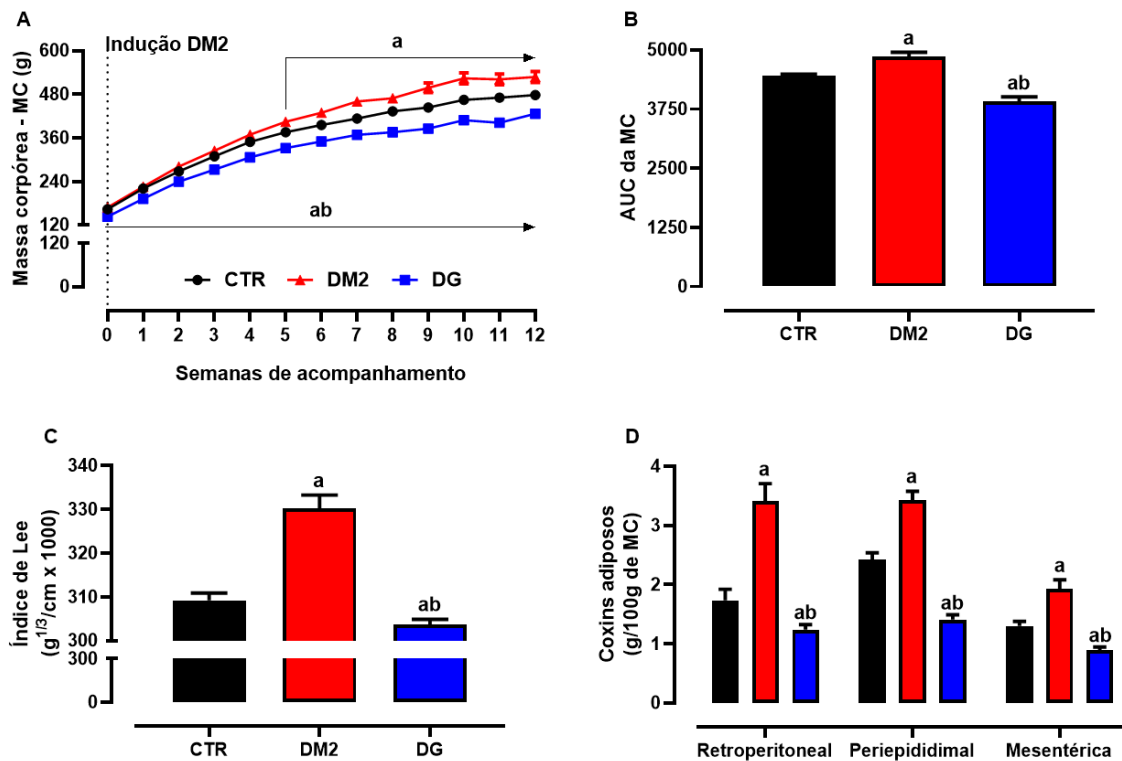 A
Indução DM2
a
Massa corpórea - MC (g)
600
480
360
240
120
120
0
ab
CTR
DM2
DG
0 1 2 3 4 5 6 7 8 9 10 11 12
Semanas de acompanhamento
B
AUC da MC
5000
3750
2500
1250
0
a
ab
CTR DM2 DG
C
Índice de Lee
(g1/3/cm x 1000)
340
330
320
310
300
300
0
a
ab
CTR DM2 DG
D
Coxins adiposos
(g/100g de MC)
4
3
2
1
0
a
ab
a
ab
a
ab
Retroperitoneal Periepididimal Mesentérica